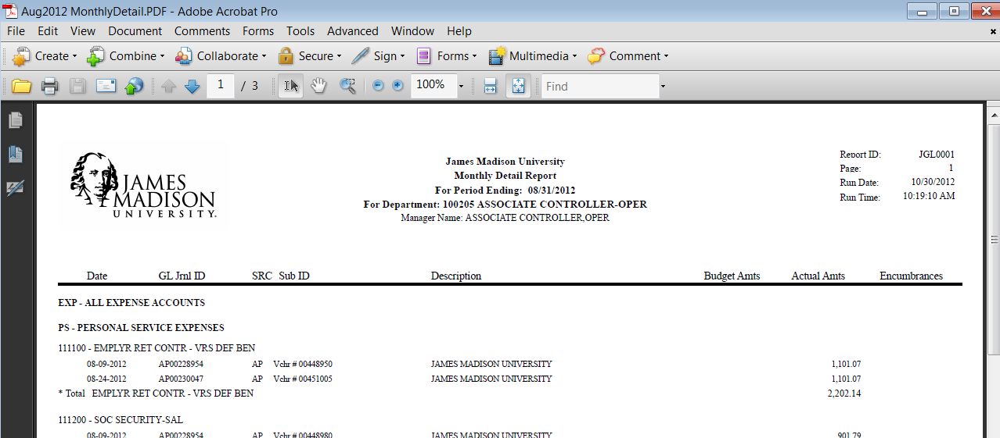 Aug2012 MonthlyDetail.PDF - Adobe Acrobat Pro
File Edit View Document Comments Forms Tools Advanced Window Help
Create Combine Collaborate Secure Sign Forms Multimedia Comment
1 / 3 100% Find
JAMES
MADISON
UNIVERSITY.
James Madison University
Monthly Detail Report
For Period Ending: 08/31/2012
For Department: 100205 ASSOCIATE CONTROLLER-OPER
Manager Name: ASSOCIATE CONTROLLER,OPER
Report ID: JGL0001
Page: 1
Run Date: 10/30/2012
Run Time: 10:19:10 AM
Date GL Jrnl ID SRC Sub ID Description Budget Amts Actual Amts Encumbrances
EXP - ALL EXPENSE ACCOUNTS
PS - PERSONAL SERVICE EXPENSES
111100 - EMPLYR RET CONTR - VRS DEF BEN
08-09-2012 AP00228954 AP Vchr # 00448950 JAMES MADISON UNIVERSITY 1,101.07
08-24-2012 AP00230047 AP Vchr # 00451005 JAMES MADISON UNIVERSITY 1,101.07
* Total EMPLYR RET CONTR - VRS DEF BEN 2,202.14
111200 - SOC SECURITY-SAL
08-09-2012 AP00228954 AP Vchr # 00448980 JAMES MADISON UNIVERSITY 901.79